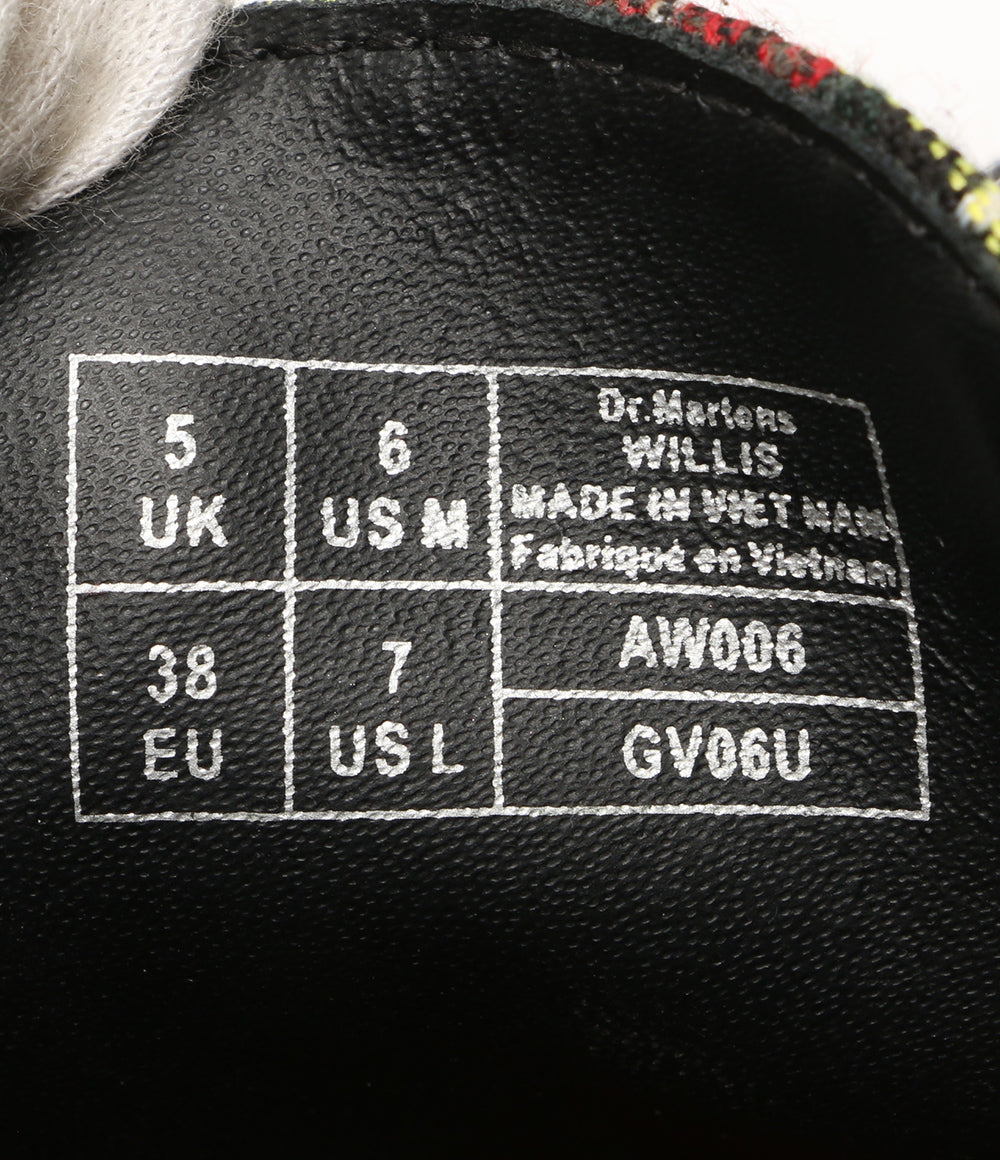 5
UK
6
US M
Dr.Martens
WILLIS
MADE IN VIET NAM
Fabriqué en Vietnam
38
EU
7
US L
AW006
GV06U